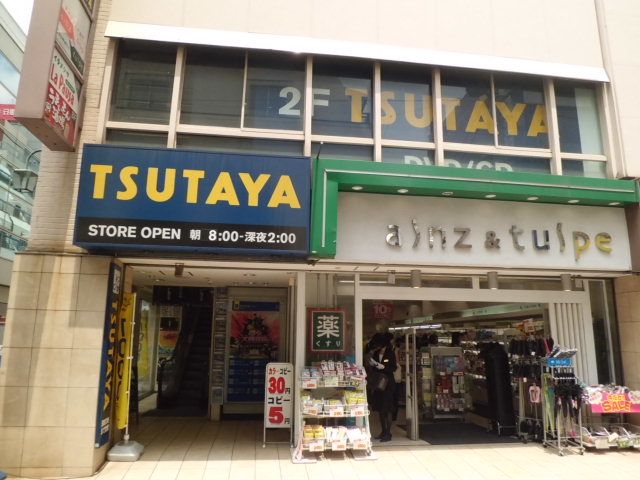 2F TSUTAYA
DVD/CD
TSUTAYA
STORE OPEN 朝 8:00-深夜2:00
ainz & tulpe
薬
くすり
カラーコピー
30円
コピー
5円
TSUTAYA
SALE